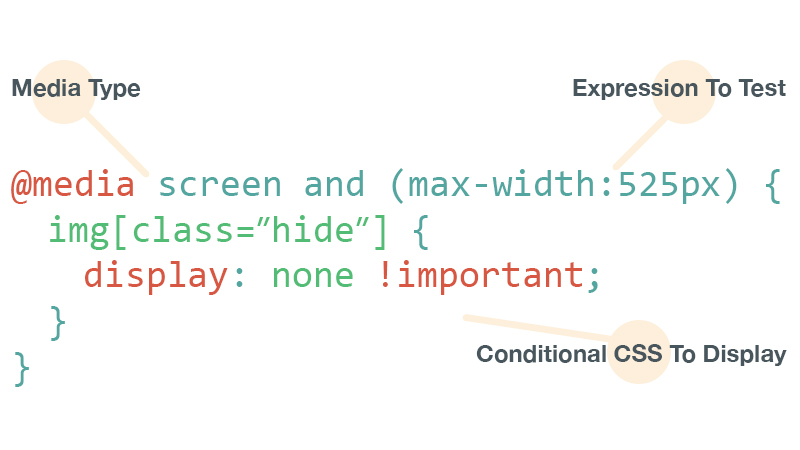 Media Type
Expression To Test
@media screen and (max-width:525px) {
img[class=”hide”] {
display: none !important;
}
Conditional CSS To Display
}